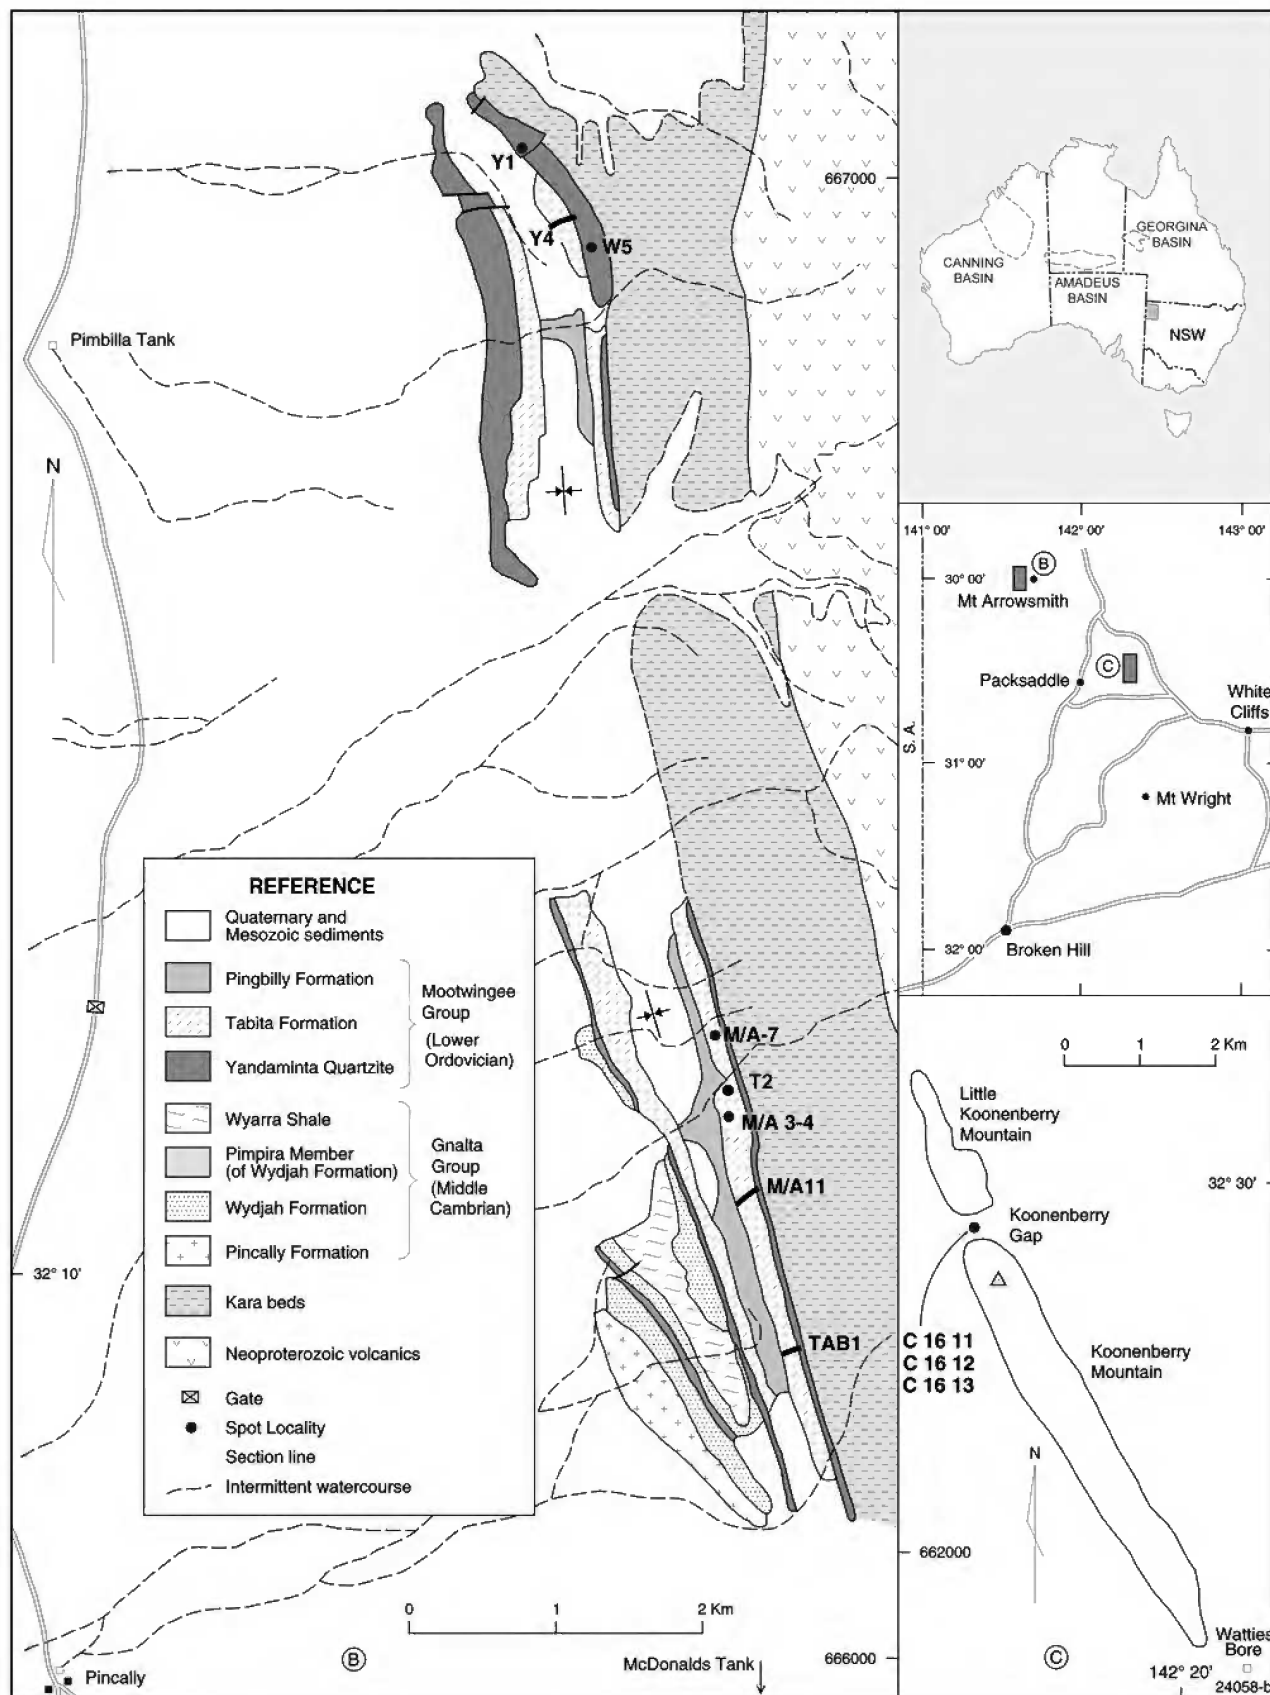 Y1
667000
Y4
W5
Pimbilla Tank
N
REFERENCE
Quaternary and
Mesozoic sediments
Pingbilly Formation
Tabita Formation
Yandaminta Quartzite
Mootwingee
Group
(Lower
Ordovician)
Wyarra Shale
Pimpira Member
(of Wydjah Formation)
Wydjah Formation
Pincally Formation
Gnalta
Group
(Middle
Cambrian)
Kara beds
Neoproterozoic volcanics
Gate
Spot Locality
Section line
Intermittent watercourse
32° 10'
M/A-7
T2
M/A 3-4
M/A11
TAB1
662000
0 1 2 Km
B
McDonalds Tank
666000
Pincally
CANNING
BASIN
GEORGINA
BASIN
AMADEUS
BASIN
NSW
141° 00' 142° 00' 143° 00'
30° 00'
B
Mt Arrowsmith
C
Packsaddle
White
Cliffs
S. A.
31° 00'
Mt Wright
32° 00'
Broken Hill
0 1 2 Km
Little
Koonenberry
Mountain
32° 30'
Koonenberry
Gap
C 16 11
C 16 12
C 16 13
Koonenberry
Mountain
N
Watties
Bore
C
142° 20'
24058-b